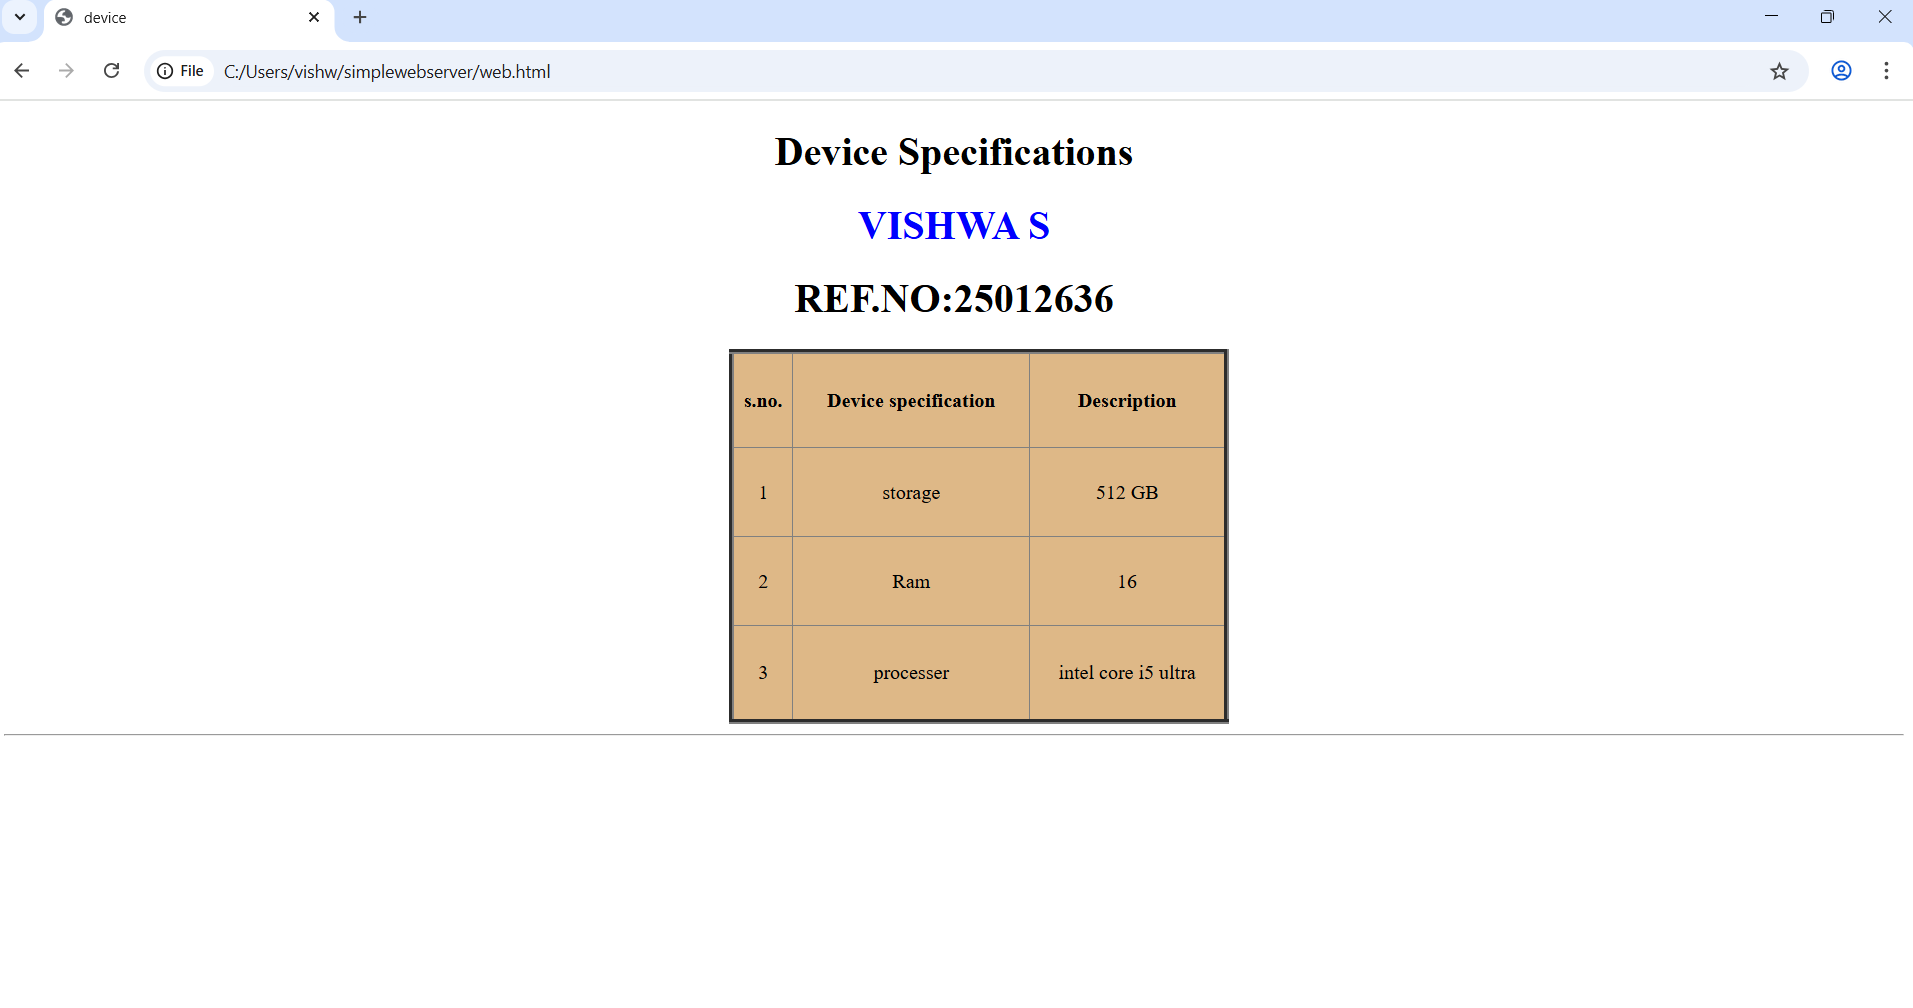 device
File C:/Users/vishw/simplewebserver/web.html
Device Specifications
VISHWA S
REF.NO:25012636
s.no. Device specification Description
1 storage 512 GB
2 Ram 16
3 processer intel core i5 ultra